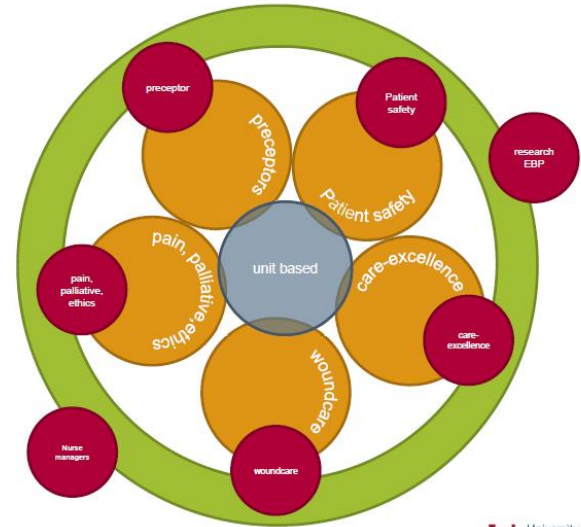 preceptor
Patient
safety
research
EBP
preceptors
Patient safety
unit based
pain, palliative,ethics
care-excellence
pain,
palliative,
ethics
care-
excellence
woundcare
Nurse
managers
woundcare
University